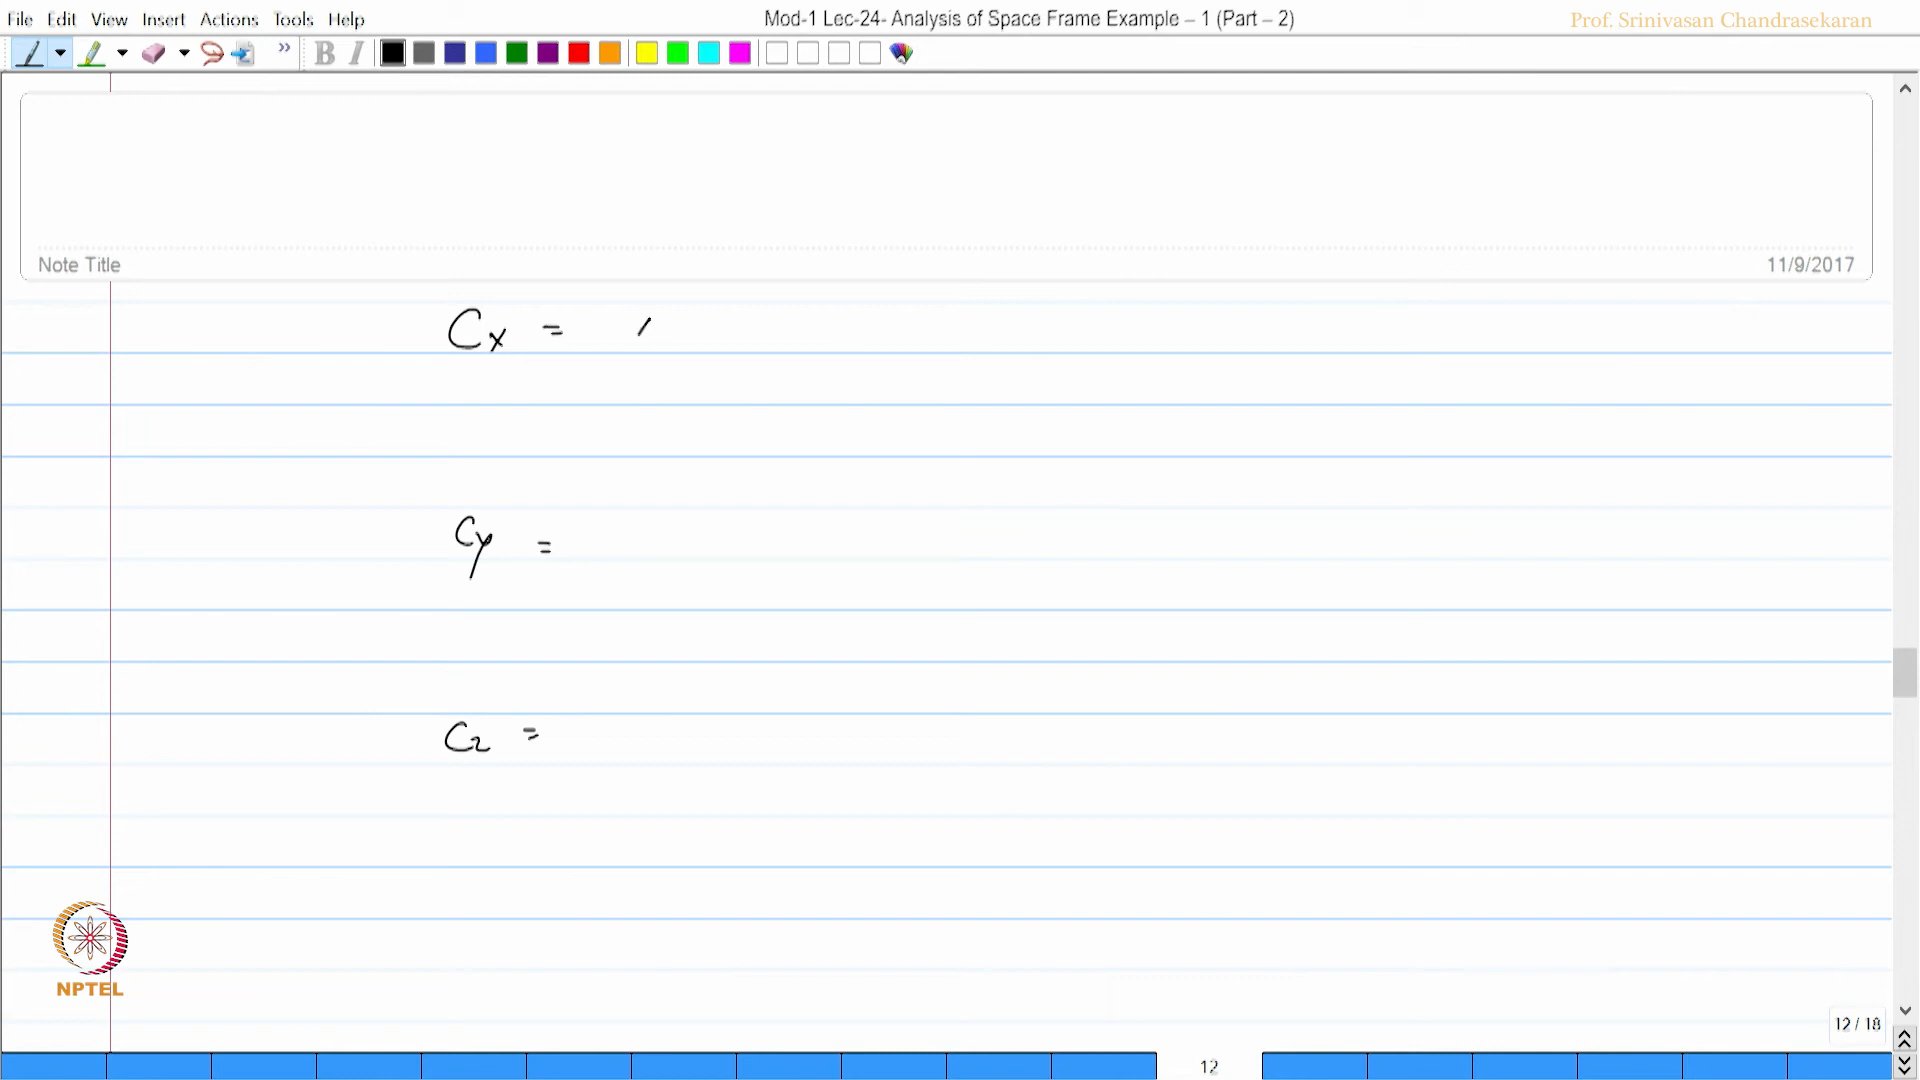 File Edit View Insert Actions Tools Help
Mod-1 Lec-24- Analysis of Space Frame Example – 1 (Part – 2)
Prof. Srinivasan Chandrasekaran
B I
Note Title
11/9/2017
Cx =
Cy =
Cz =
NPTEL
12 / 18
12